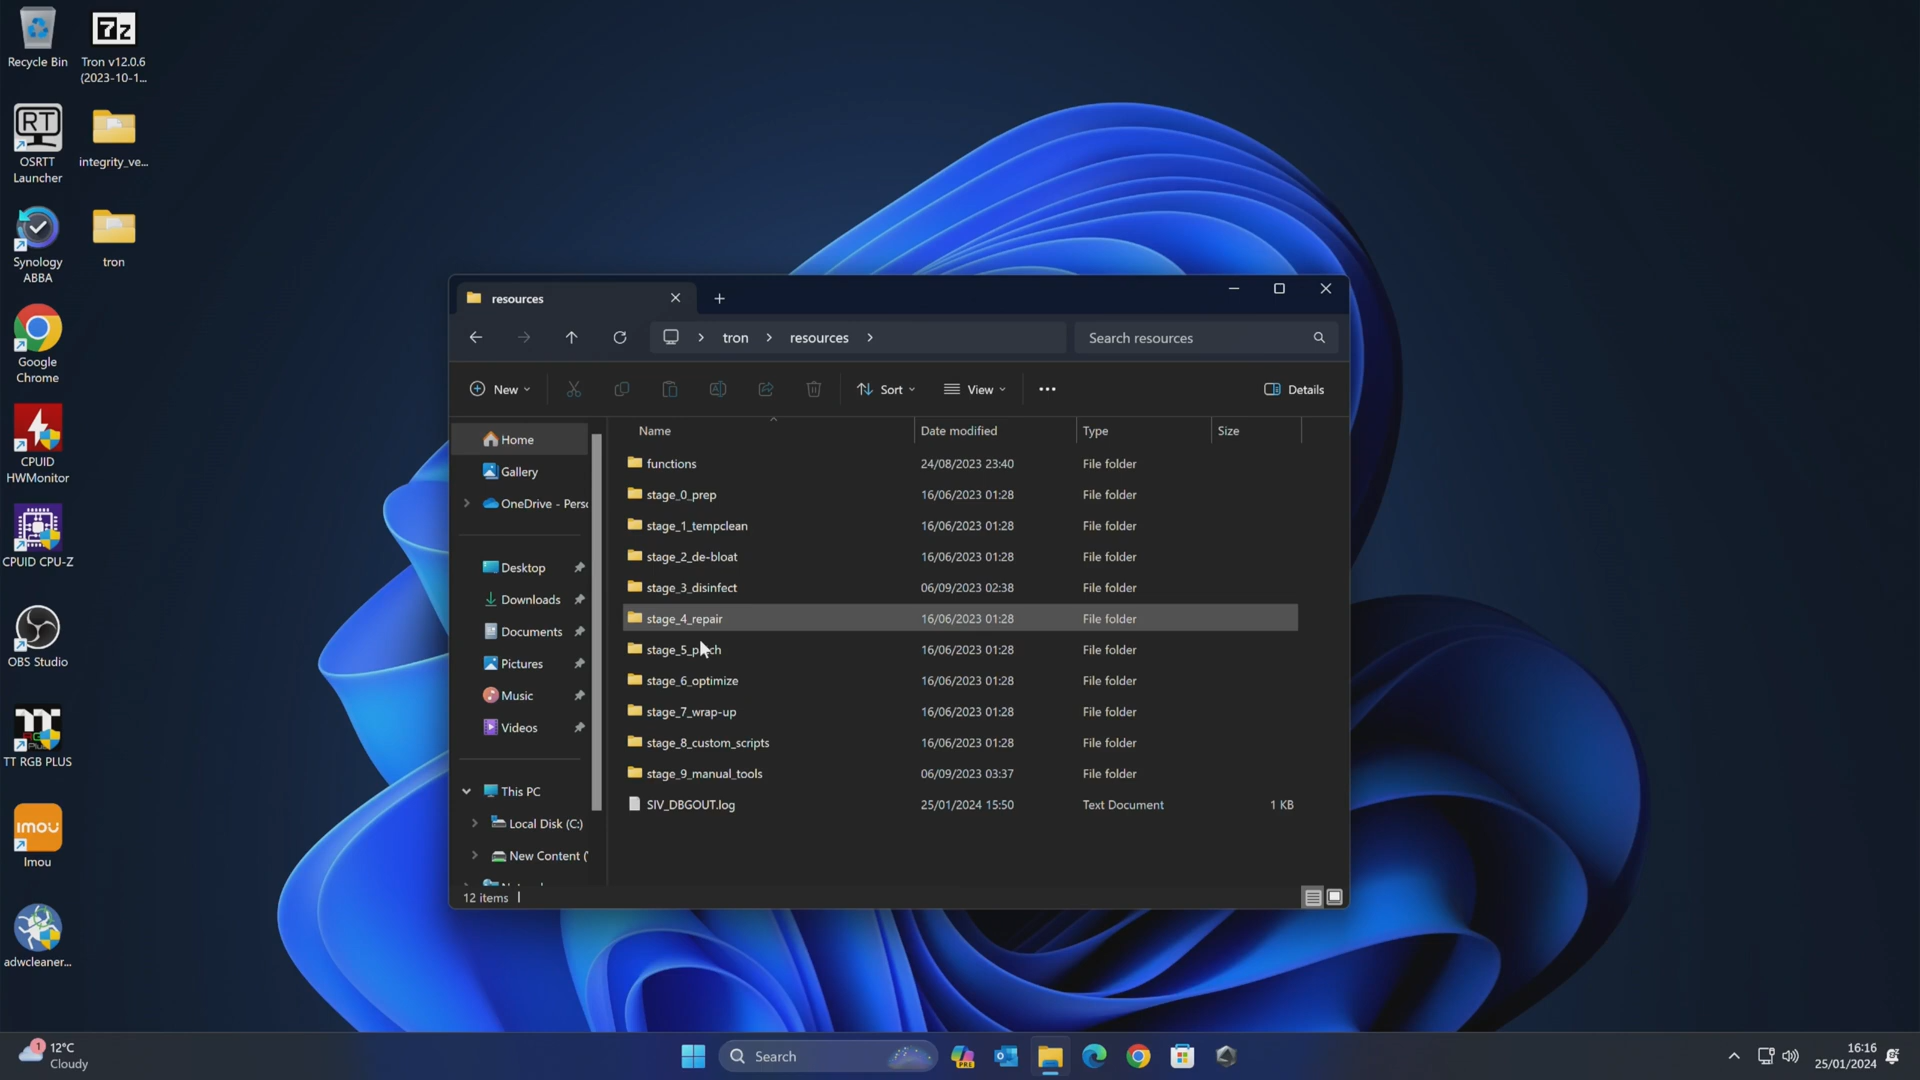 Recycle Bin
Tron v12.0.6
(2023-10-1...
RT
OSRTT
Launcher
integrity_ve...
Synology
ABBA
tron
Google
Chrome
CPUID
HWMonitor
CPUID CPU-Z
OBS Studio
TT RGB PLUS
imou
Imou
adwcleaner...
resources
tron
resources
Search resources
New
Sort
View
Details
Name
Date modified
Type
Size
Home
Gallery
OneDrive - Perso
Desktop
Downloads
Documents
Pictures
Music
Videos
This PC
Local Disk (C:)
New Content (
functions 24/08/2023 23:40 File folder
stage_0_prep 16/06/2023 01:28 File folder
stage_1_tempclean 16/06/2023 01:28 File folder
stage_2_de-bloat 16/06/2023 01:28 File folder
stage_3_disinfect 06/09/2023 02:38 File folder
stage_4_repair 16/06/2023 01:28 File folder
stage_5_patch 16/06/2023 01:28 File folder
stage_6_optimize 16/06/2023 01:28 File folder
stage_7_wrap-up 16/06/2023 01:28 File folder
stage_8_custom_scripts 16/06/2023 01:28 File folder
stage_9_manual_tools 06/09/2023 03:37 File folder
SIV_DBGOUT.log 25/01/2024 15:50 Text Document 1 KB
12 items
1
12°C
Cloudy
Search
PRE
16:16
25/01/2024